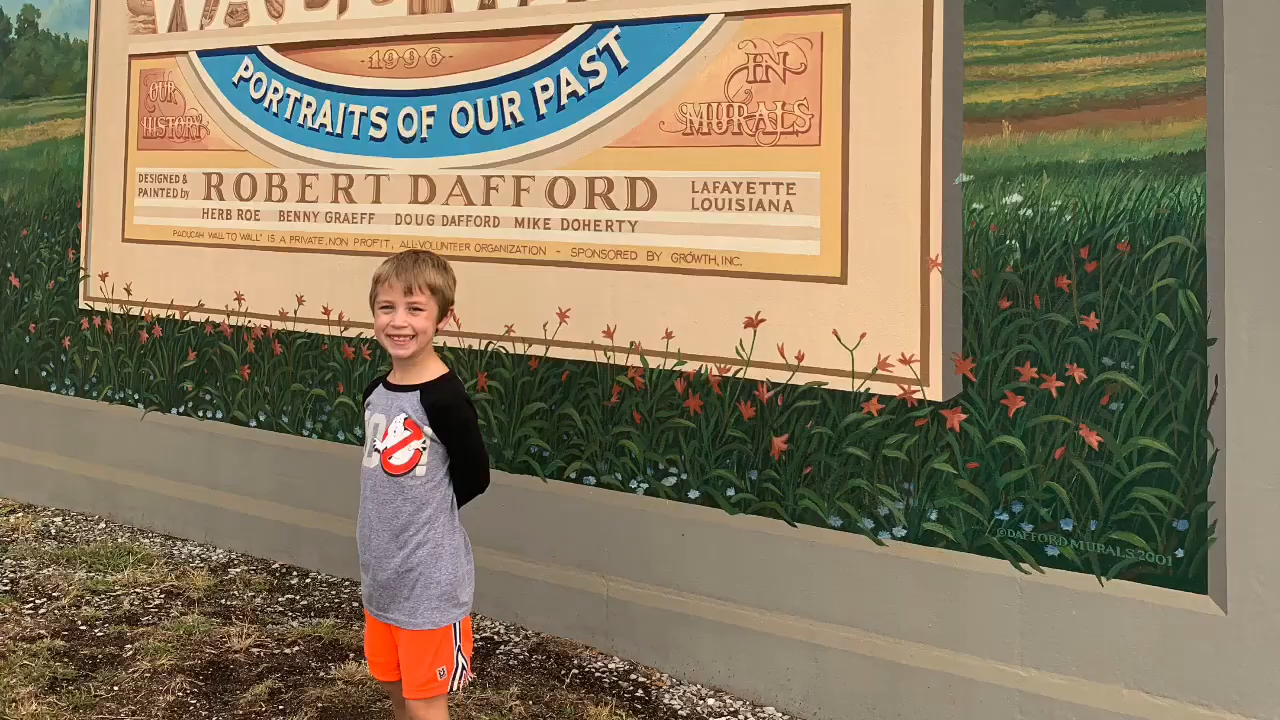 1996
PORTRAITS OF OUR PAST
OUR
HISTORY
IN
MURALS
DESIGNED &
PAINTED by
ROBERT DAFFORD
LAFAYETTE
LOUISIANA
HERB ROE BENNY GRAEFF DOUG DAFFORD MIKE DOHERTY
PADUCAH WALL TO WALL" IS A PRIVATE, NON PROFIT, ALL-VOLUNTEER ORGANIZATION - SPONSORED BY GROWTH, INC.
©DAFFORD MURALS 2001